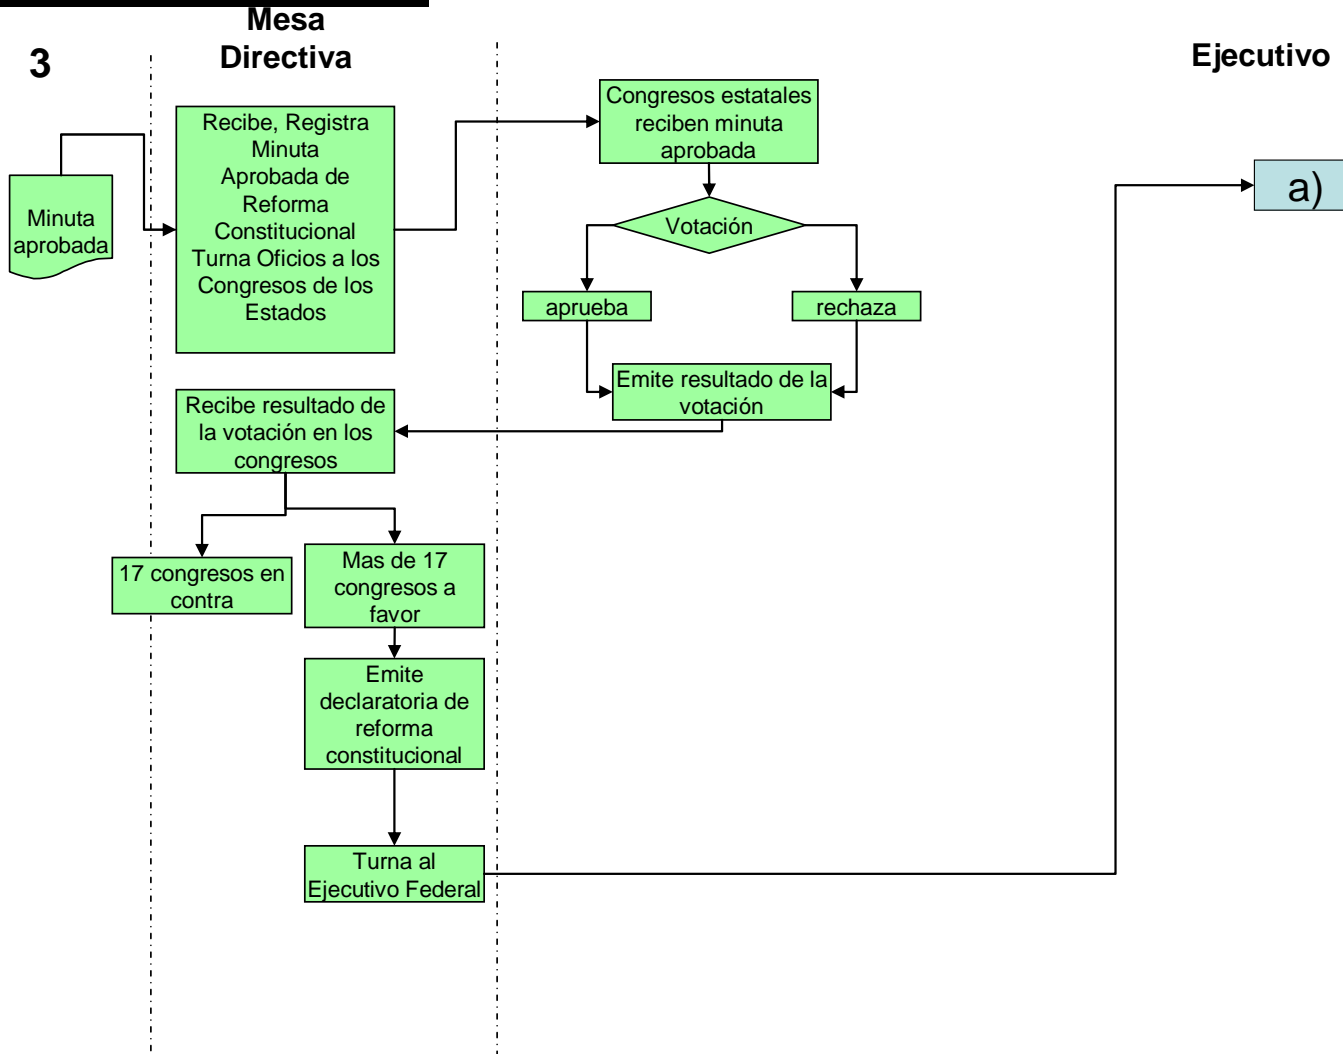 Mesa
Directiva
3
Ejecutivo
Minuta
aprobada
Recibe, Registra
Minuta
Aprobada de
Reforma
Constitucional
Turna Oficios a los
Congresos de los
Estados
Congresos estatales
reciben minuta
aprobada
a)
Votación
aprueba
rechaza
Emite resultado de la
votación
Recibe resultado de
la votación en los
congresos
17 congresos en
contra
Mas de 17
congresos a
favor
Emite
declaratoria de
reforma
constitucional
Turna al
Ejecutivo Federal